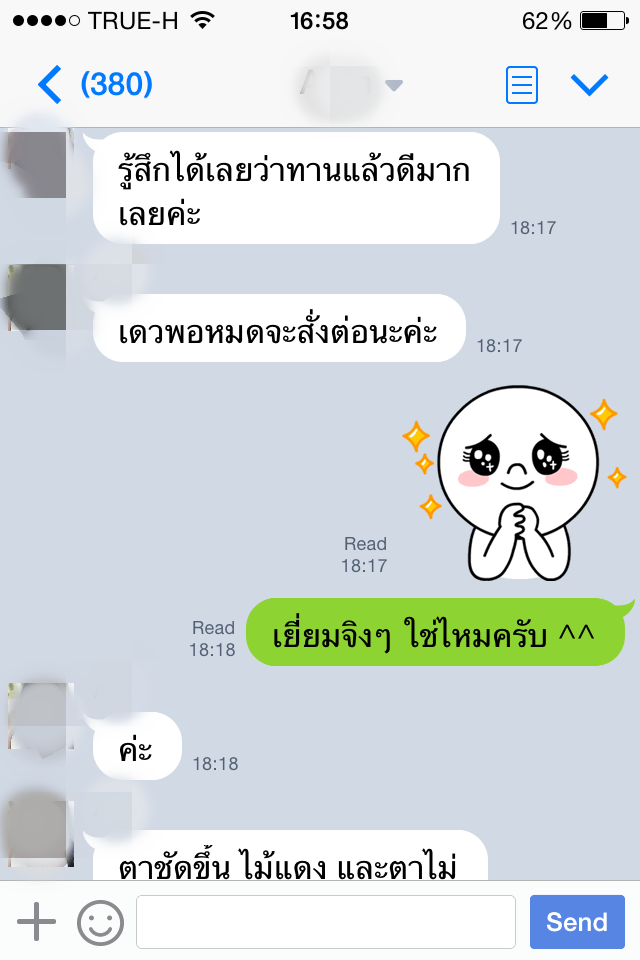 TRUE-H
16:58
62%
(380)
รู้สึกได้เลยว่าทานแล้วดีมาก
เลยค่ะ
18:17
เดวพอหมดจะสั่งต่อนะค่ะ
18:17
Read
18:17
Read
18:18
เยี่ยมจิงๆ ใช่ไหมครับ ^^
ค่ะ
18:18
ตาชัดขึ้น ไม้แดง และตาไม่
Send